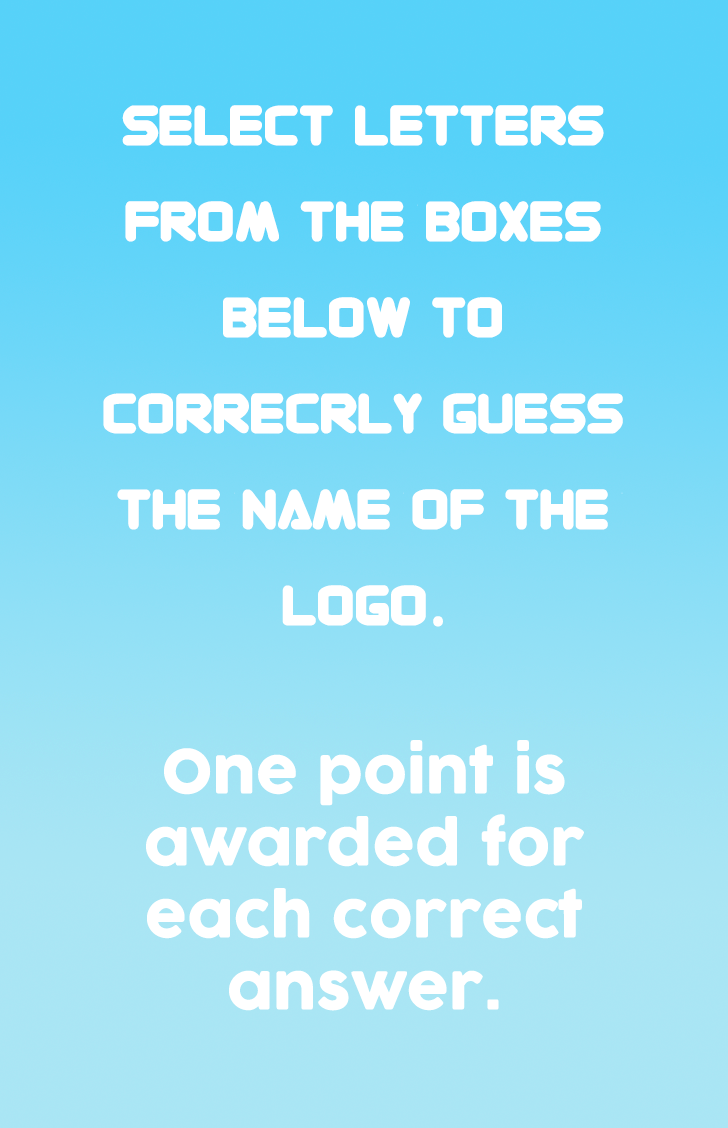 SELECT LETTERS
FROM THE BOXES
BELOW TO
CORRECRLY GUESS
THE NAME OF THE
LOGO.
One point is
awarded for
each correct
answer.